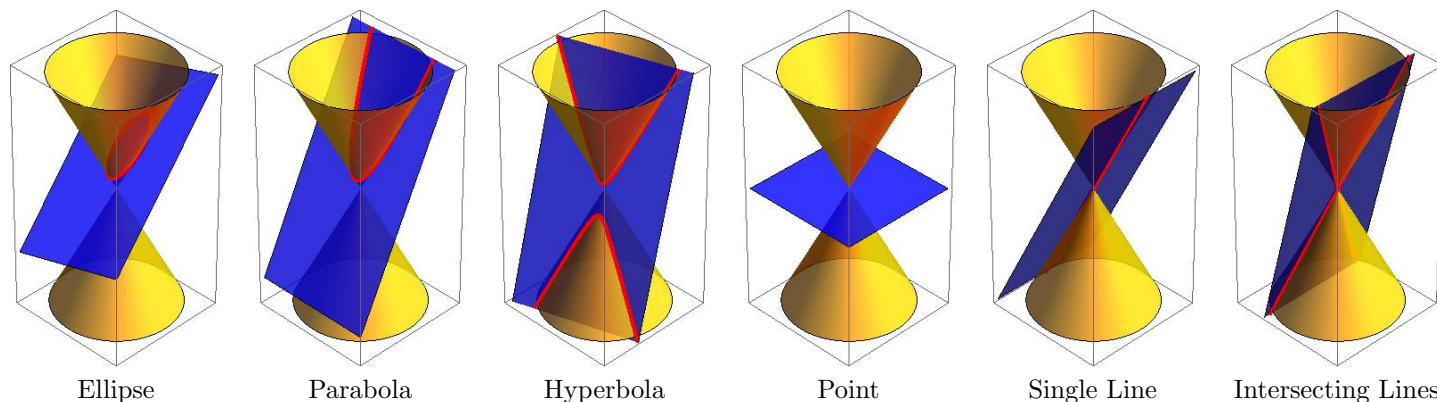 Ellipse
Parabola
Hyperbola
Point
Single Line
Intersecting Lines